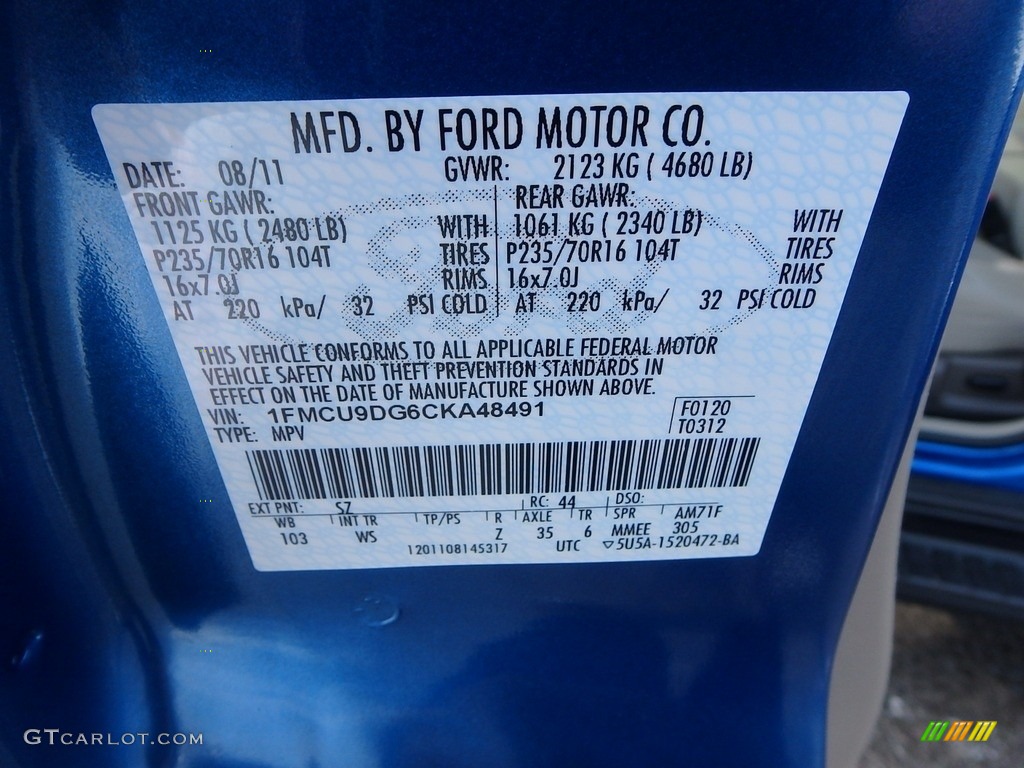 MFD. BY FORD MOTOR CO.
DATE: 08/11 GVWR: 2123 KG ( 4680 LB)
FRONT GAWR: REAR GAWR:
1125 KG ( 2480 LB) WITH 1061 KG ( 2340 LB) WITH
P235/70R16 104T TIRES P235/70R16 104T TIRES
16x7.0J RIMS 16x7.0J RIMS
AT 220 kPa/ 32 PSI COLD AT 220 kPa/ 32 PSI COLD
THIS VEHICLE CONFORMS TO ALL APPLICABLE FEDERAL MOTOR
VEHICLE SAFETY AND THEFT PREVENTION STANDARDS IN
EFFECT ON THE DATE OF MANUFACTURE SHOWN ABOVE.
VIN: 1FMCU9DG6CKA48491 F0120
TYPE: MPV T0312
EXT PNT: SZ RC: 44 DSO:
WB INT TR TP/PS R AXLE TR SPR AM71F
103 WS Z 35 6 MMEE 305
1201108145317 UTC ▽5U5A-1520472-BA
GTCARLOT.COM